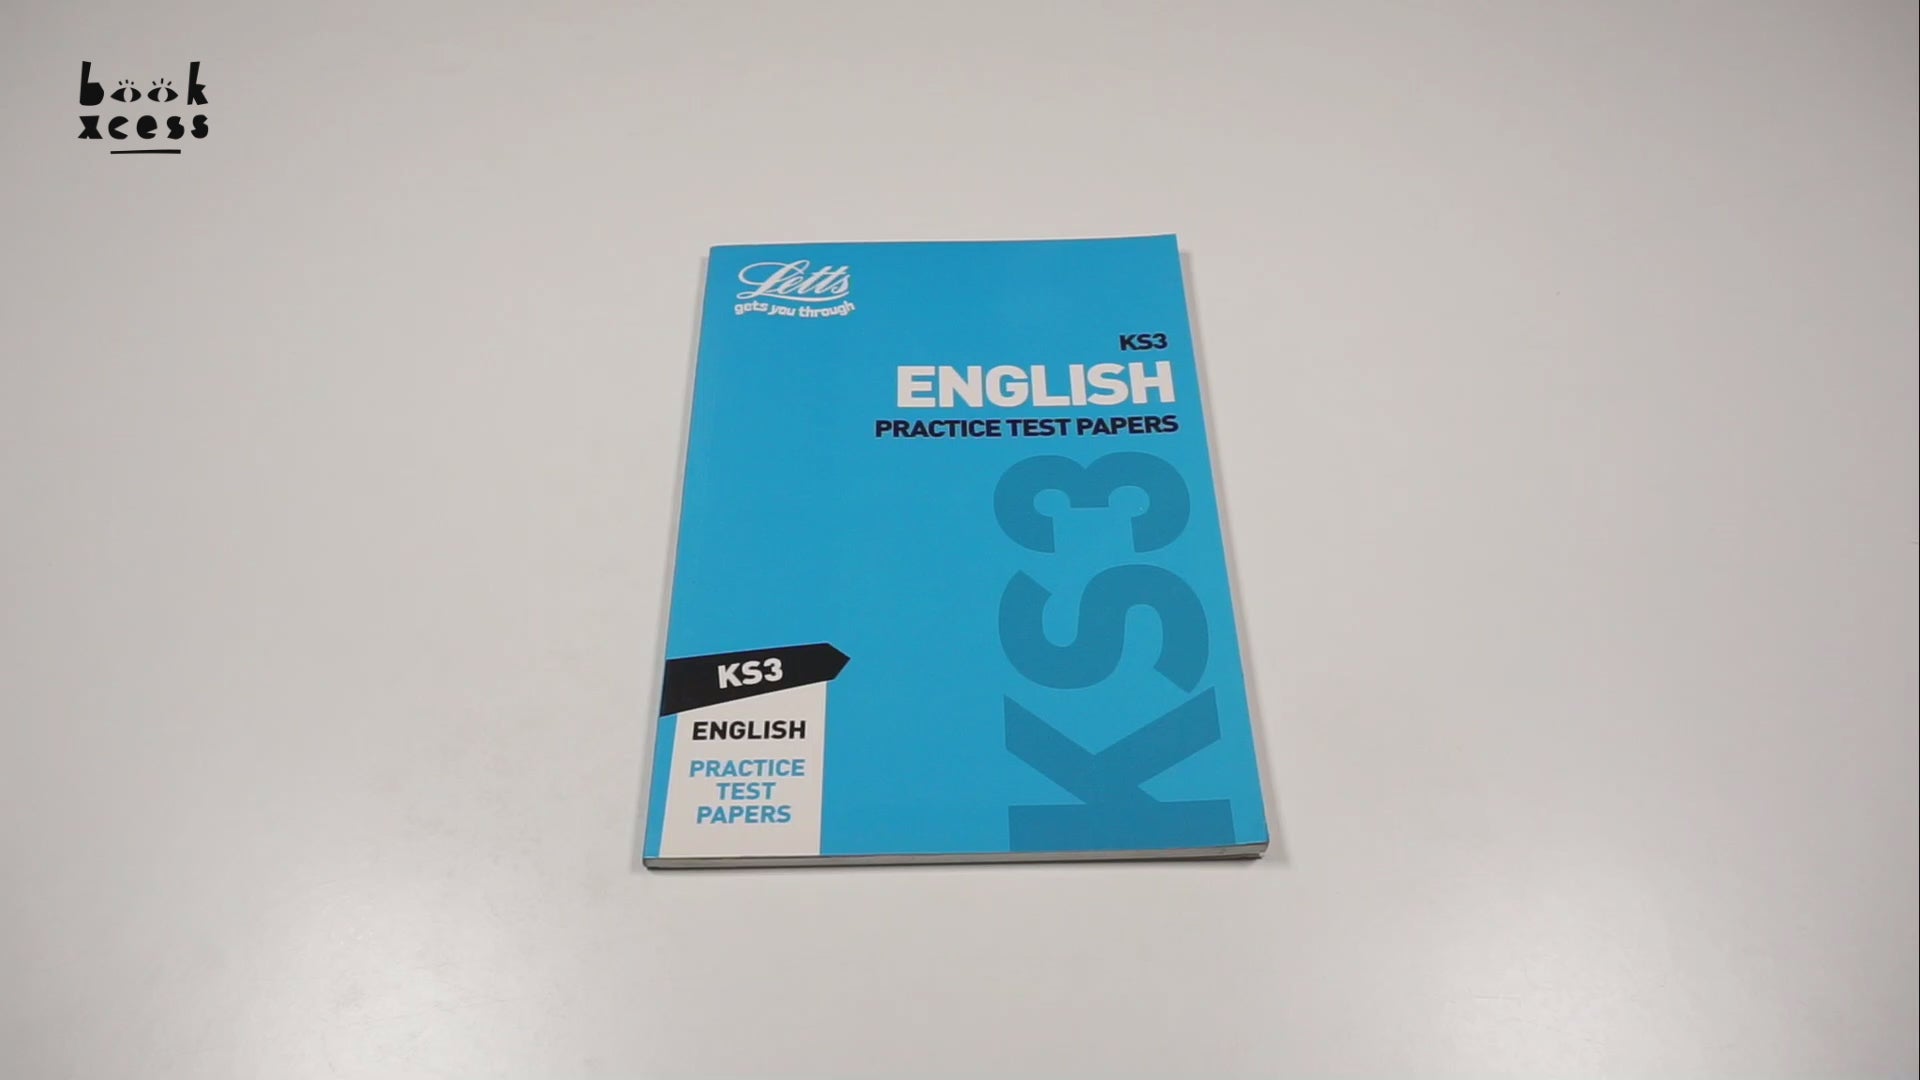 book
xcess
Letts
gets you through
KS3
ENGLISH
PRACTICE TEST PAPERS
KS3
KS3
ENGLISH
PRACTICE
TEST
PAPERS